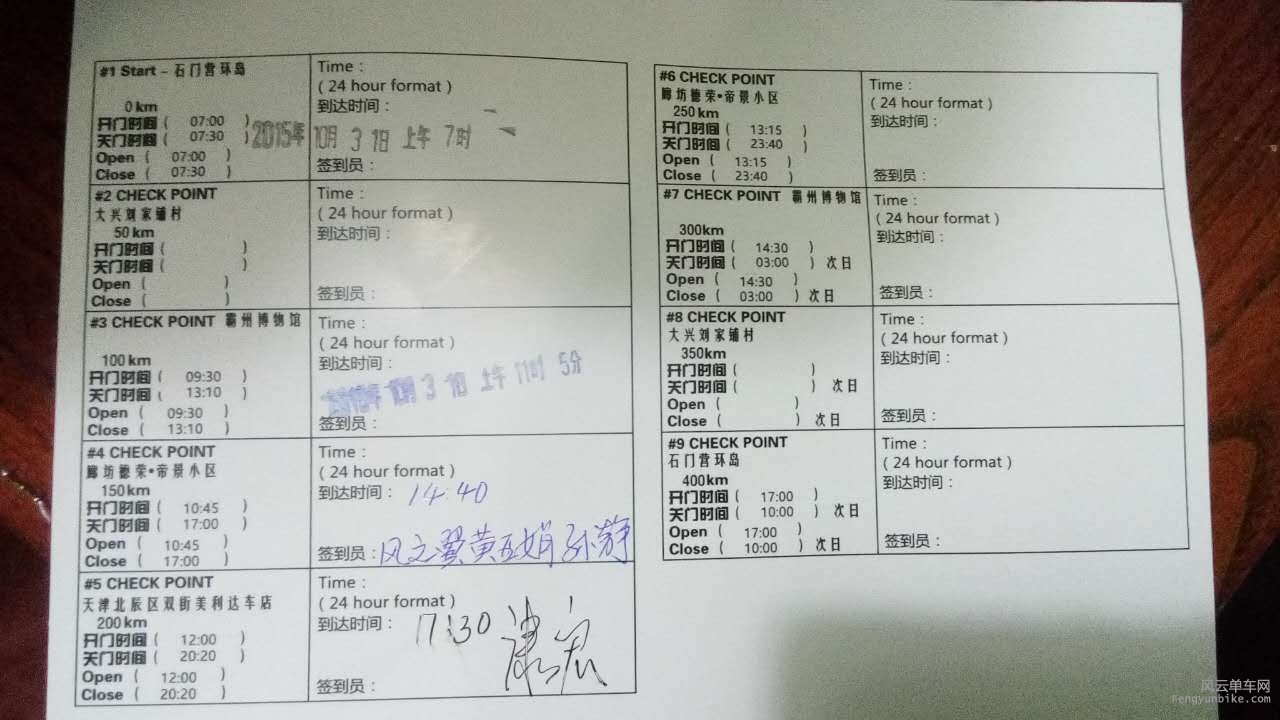 #1 Start - 石门营环岛
0 km
开门时间 ( 07:00 )
关门时间 ( 07:30 )
Open ( 07:00 )
Close ( 07:30 )
Time :
( 24 hour format )
到达时间 :
2015年 10月 31日 上午 7时
签到员 :
#2 CHECK POINT
大兴刘家铺村
50 km
开门时间 ( )
关门时间 ( )
Open ( )
Close ( )
Time :
( 24 hour format )
到达时间 :
签到员 :
#3 CHECK POINT 霸州博物馆
100 km
开门时间 ( 09:30 )
关门时间 ( 13:10 )
Open ( 09:30 )
Close ( 13:10 )
Time :
( 24 hour format )
到达时间 :
2015年 10月 31日 上午 11时 5分
签到员 :
#4 CHECK POINT
廊坊德荣•帝景小区
150 km
开门时间 ( 10:45 )
关门时间 ( 17:00 )
Open ( 10:45 )
Close ( 17:00 )
Time :
( 24 hour format )
到达时间 : 14:40
签到员 : 风之翼黄亚娟 孙静
#5 CHECK POINT
天津北辰区双街美利达车店
200 km
开门时间 ( 12:00 )
关门时间 ( 20:20 )
Open ( 12:00 )
Close ( 20:20 )
Time :
( 24 hour format )
到达时间 : 17:30
签到员 :
#6 CHECK POINT
廊坊德荣•帝景小区
250 km
开门时间 ( 13:15 )
关门时间 ( 23:40 )
Open ( 13:15 )
Close ( 23:40 )
Time :
( 24 hour format )
到达时间 :
签到员 :
#7 CHECK POINT 霸州博物馆
300km
开门时间 ( 14:30 )
关门时间 ( 03:00 ) 次日
Open ( 14:30 )
Close ( 03:00 ) 次日
Time :
( 24 hour format )
到达时间 :
签到员 :
#8 CHECK POINT
大兴刘家铺村
350km
开门时间 ( )
关门时间 ( ) 次日
Open ( )
Close ( ) 次日
Time :
( 24 hour format )
到达时间 :
签到员 :
#9 CHECK POINT
石门营环岛
400km
开门时间 ( 17:00 )
关门时间 ( 10:00 ) 次日
Open ( 17:00 )
Close ( 10:00 ) 次日
Time :
( 24 hour format )
到达时间 :
签到员 :
风云单车网
Fengyunbike.com